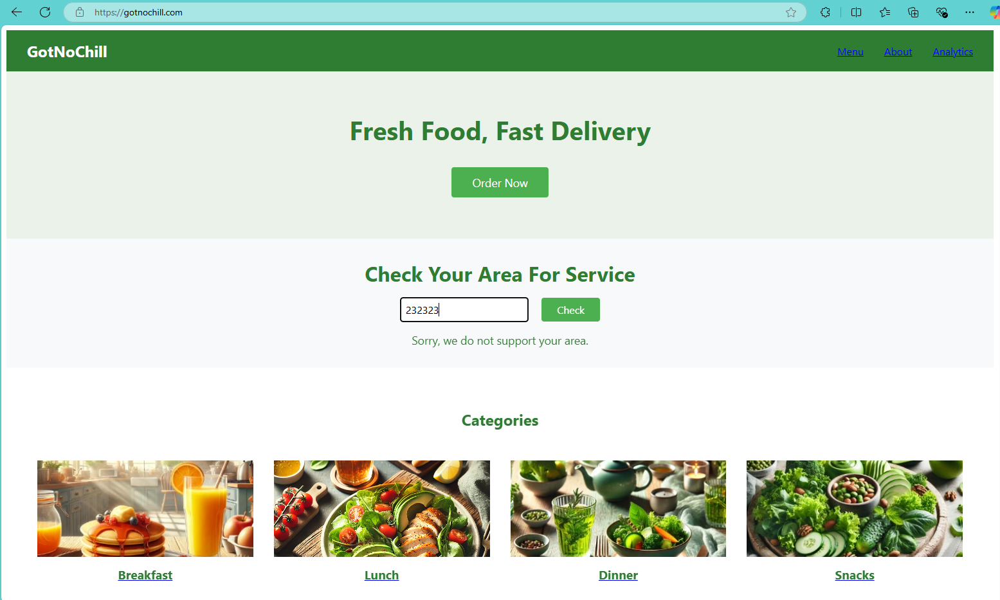 https://gotnochill.com
GotNoChill
Menu About Analytics
Fresh Food, Fast Delivery
Order Now
Check Your Area For Service
232323
Check
Sorry, we do not support your area.
Categories
Breakfast
Lunch
Dinner
Snacks